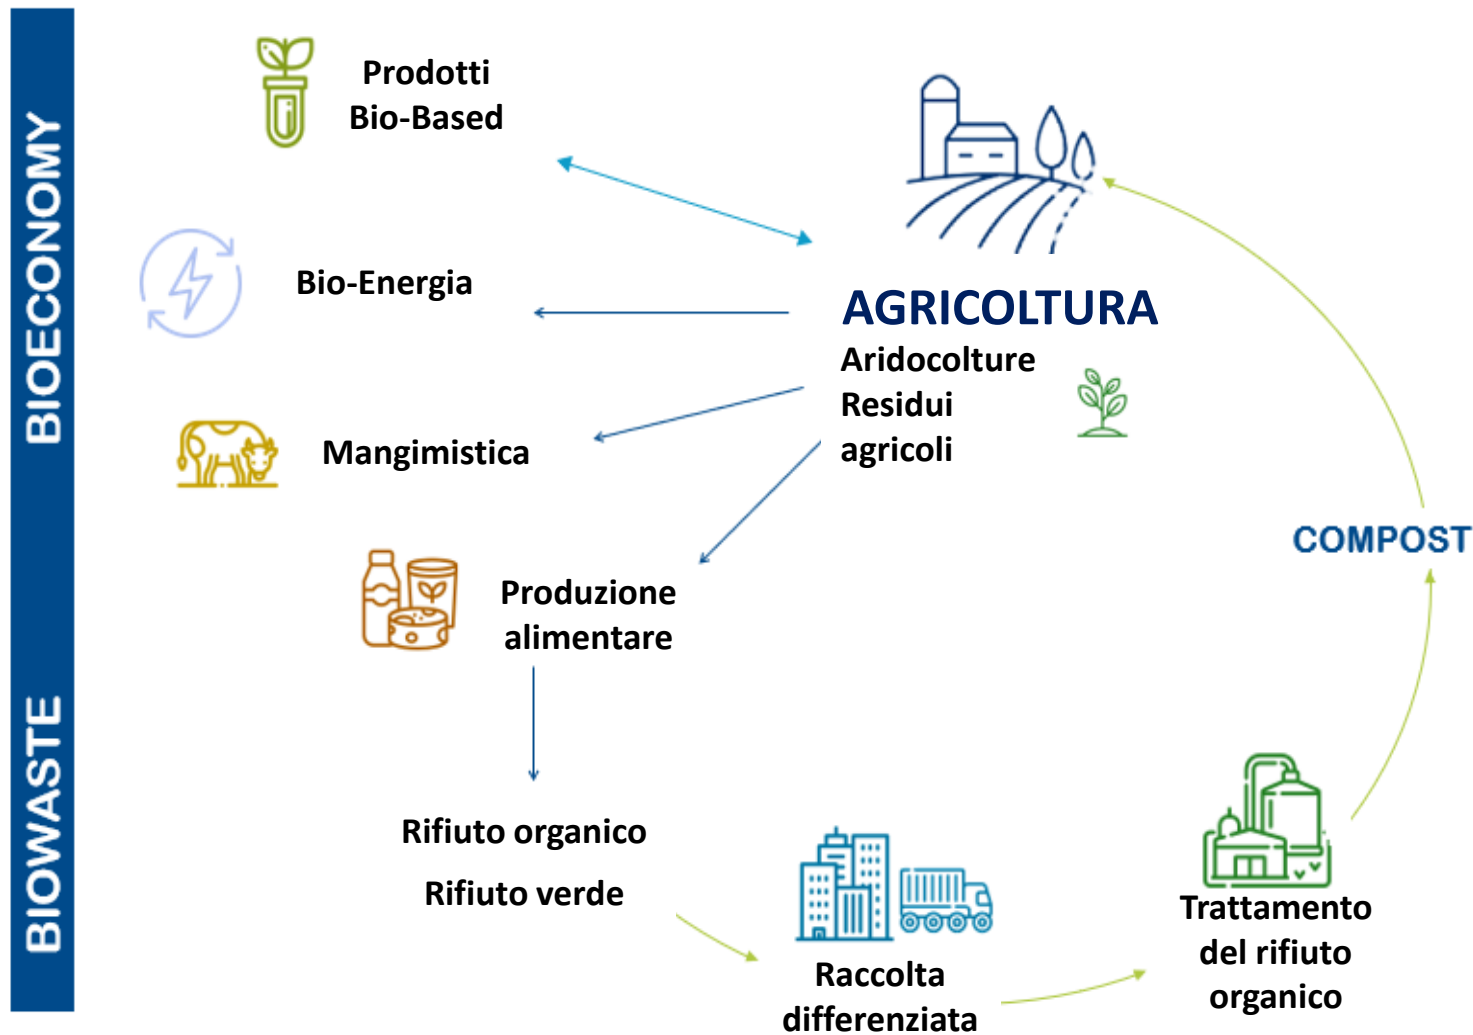 BIOECONOMY
BIOWASTE
Prodotti
Bio-Based
Bio-Energia
AGRICOLTURA
Aridocolture
Residui
agricoli
Mangimistica
COMPOST
Produzione
alimentare
Rifiuto organico
Rifiuto verde
Raccolta
differenziata
Trattamento
del rifiuto
organico